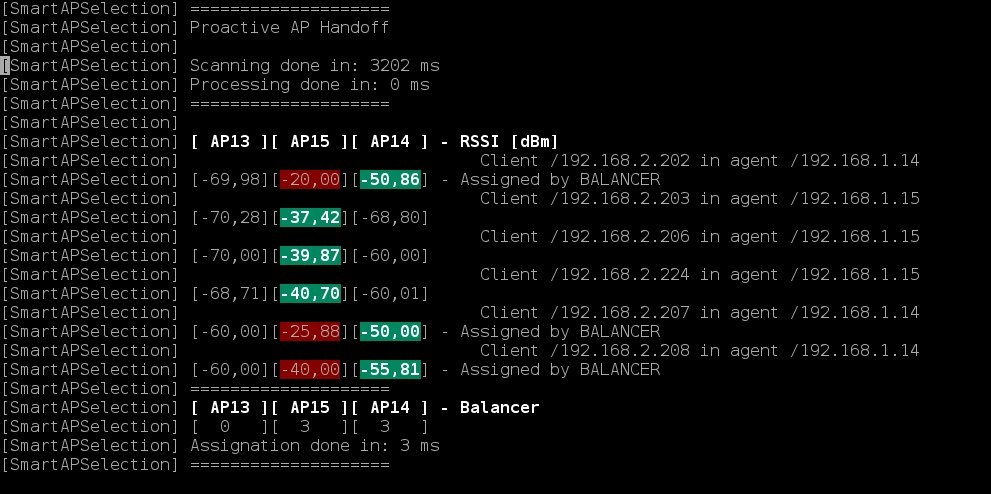 [SmartAPSelection] ====================
[SmartAPSelection] Proactive AP Handoff
[SmartAPSelection]
[SmartAPSelection] Scanning done in: 3202 ms
[SmartAPSelection] Processing done in: 0 ms
[SmartAPSelection] ====================
[SmartAPSelection]
[SmartAPSelection] [ AP13 ][ AP15 ][ AP14 ] - RSSI [dBm]
[SmartAPSelection]                              Client /192.168.2.202 in agent /192.168.1.14
[SmartAPSelection] [-69,98][-20,00][-50,86] - Assigned by BALANCER
[SmartAPSelection]                              Client /192.168.2.203 in agent /192.168.1.15
[SmartAPSelection] [-70,28][-37,42][-68,80]
[SmartAPSelection]                              Client /192.168.2.206 in agent /192.168.1.15
[SmartAPSelection] [-70,00][-39,87][-60,00]
[SmartAPSelection]                              Client /192.168.2.224 in agent /192.168.1.15
[SmartAPSelection] [-68,71][-40,70][-60,01]
[SmartAPSelection]                              Client /192.168.2.207 in agent /192.168.1.14
[SmartAPSelection] [-60,00][-25,88][-50,00] - Assigned by BALANCER
[SmartAPSelection]                              Client /192.168.2.208 in agent /192.168.1.14
[SmartAPSelection] [-60,00][-40,00][-55,81] - Assigned by BALANCER
[SmartAPSelection] ====================
[SmartAPSelection] [ AP13 ][ AP15 ][ AP14 ] - Balancer
[SmartAPSelection] [  0   ][  3   ][  3   ]
[SmartAPSelection] Assignation done in: 3 ms
[SmartAPSelection] ====================